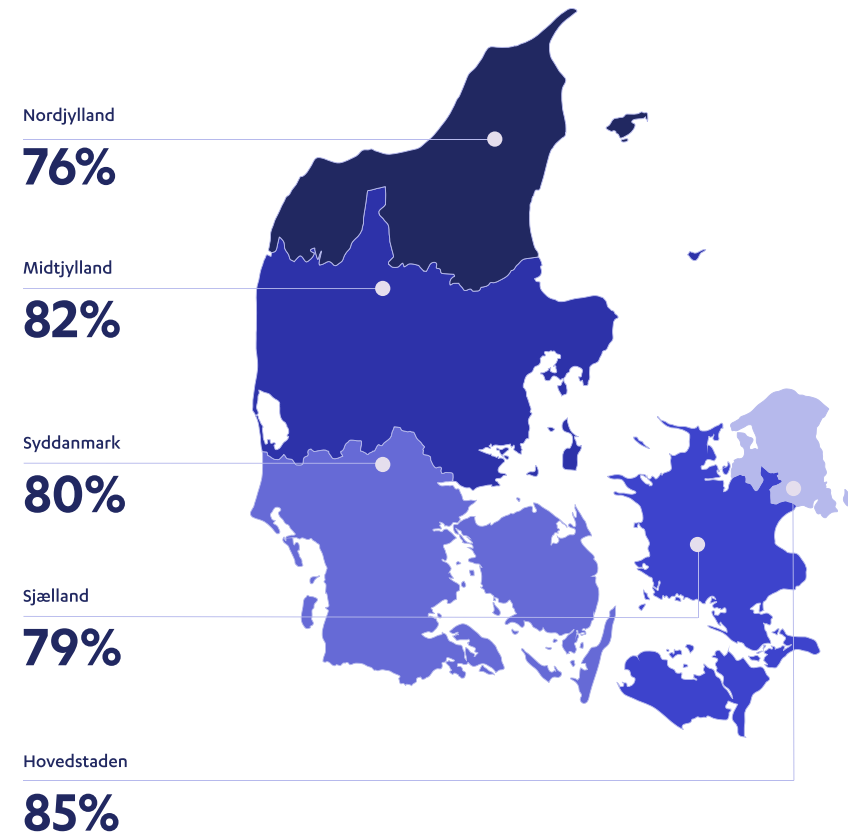 Nordjylland
76%
Midtjylland
82%
Syddanmark
80%
Sjælland
79%
Hovedstaden
85%